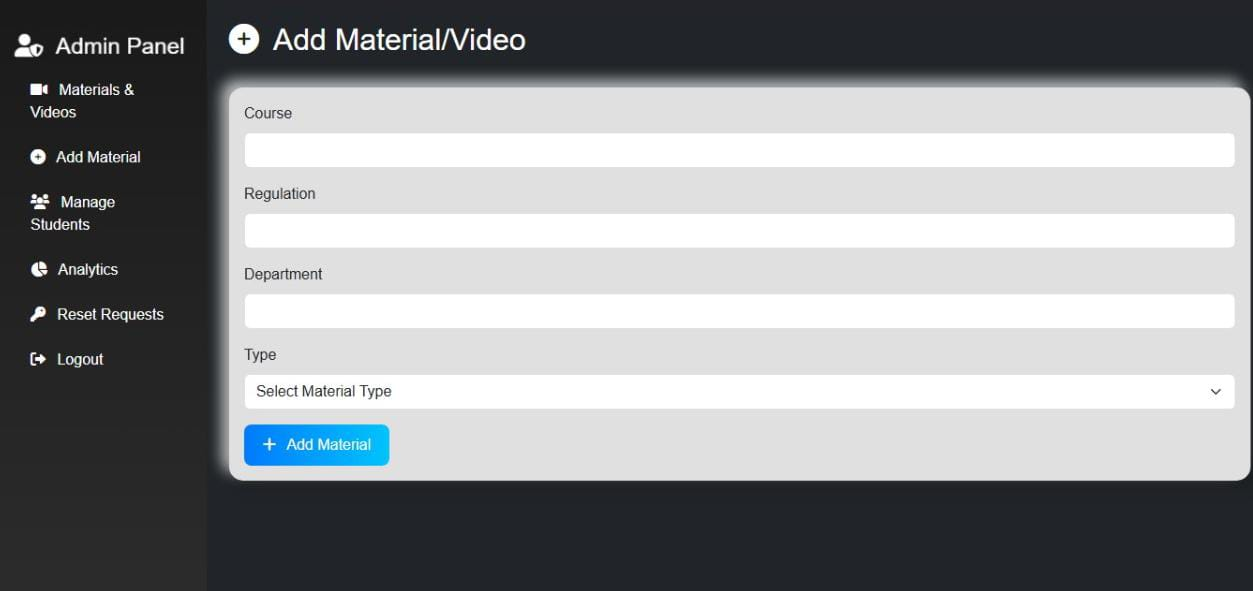 Admin Panel
Materials &
Videos
Add Material
Manage
Students
Analytics
Reset Requests
Logout
Add Material/Video
Course
Regulation
Department
Type
Select Material Type
Add Material